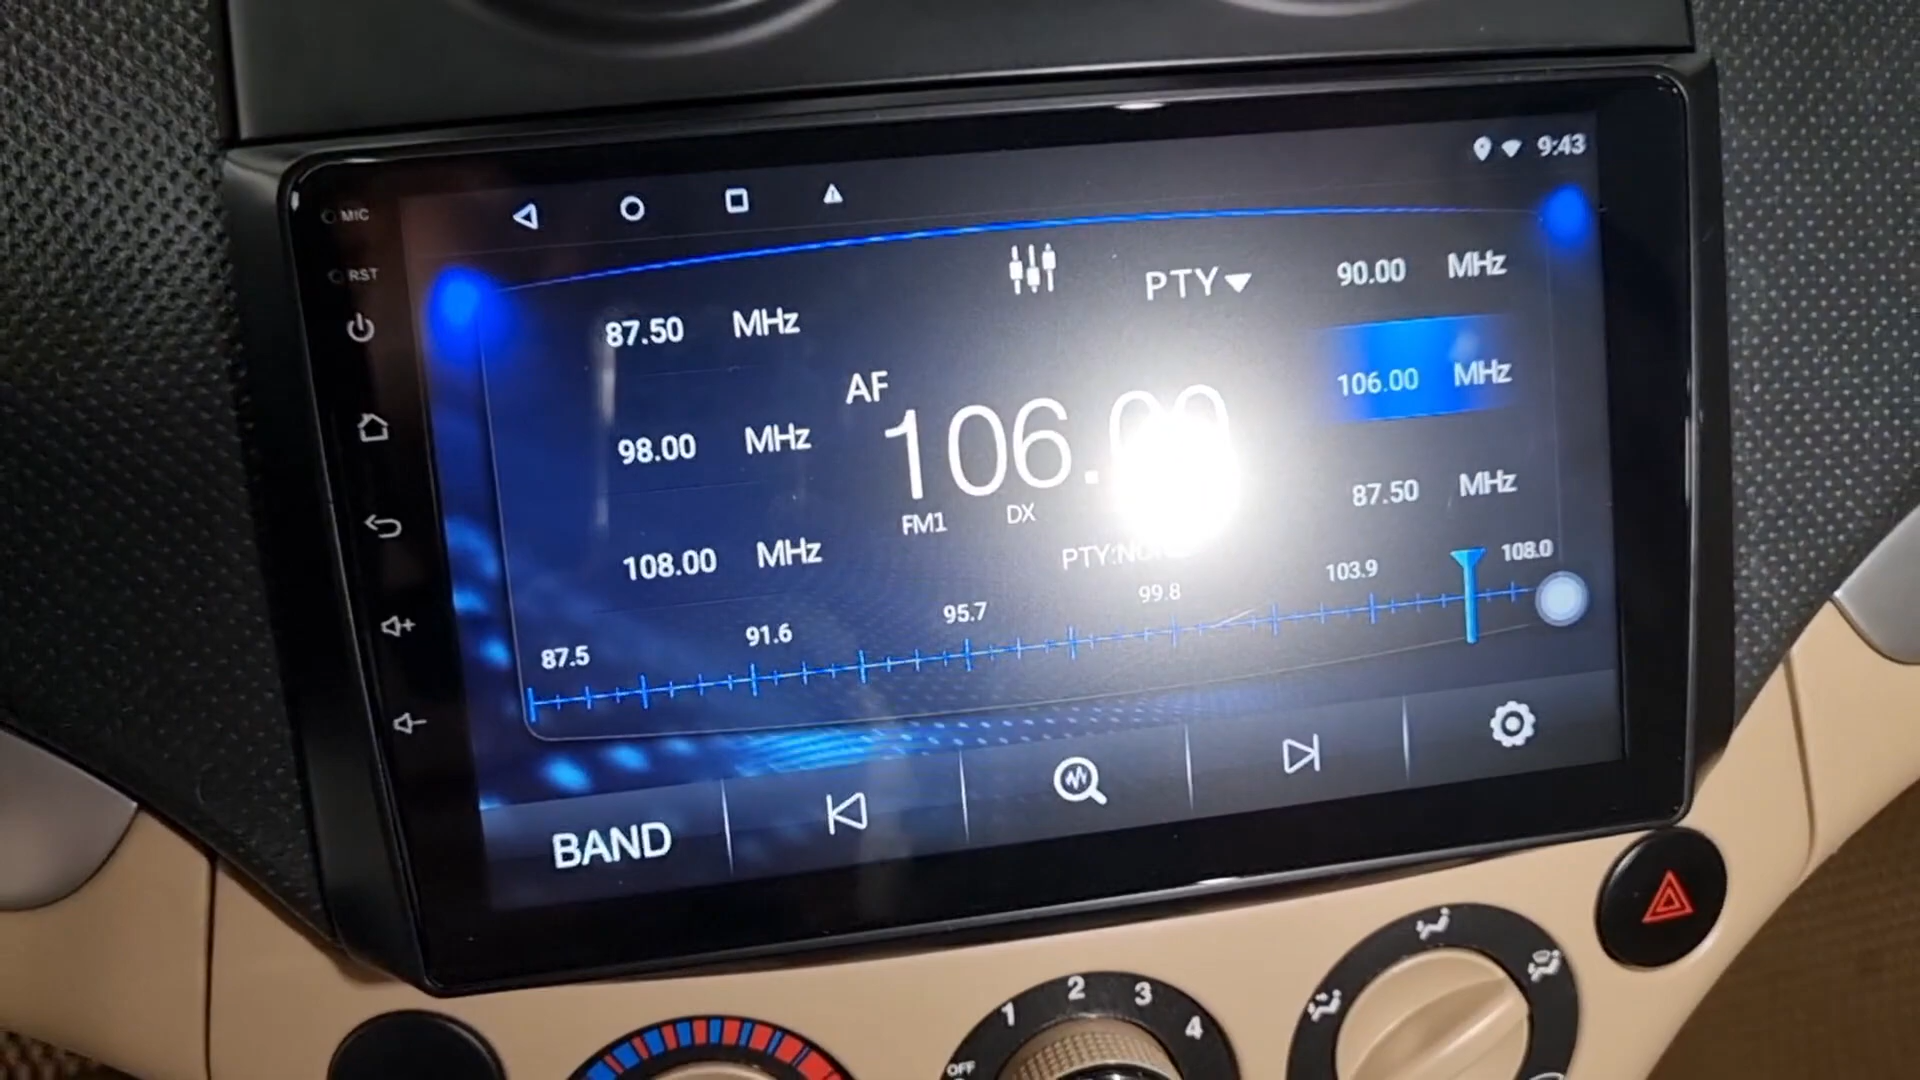 MIC
RST
9:43
87.50 MHz
98.00 MHz
108.00 MHz
PTY
AF
106.00
FM1 DX
90.00 MHz
106.00 MHz
87.50 MHz
87.5 91.6 95.7 99.8 103.9 108.0
BAND
OFF 1 2 3 4